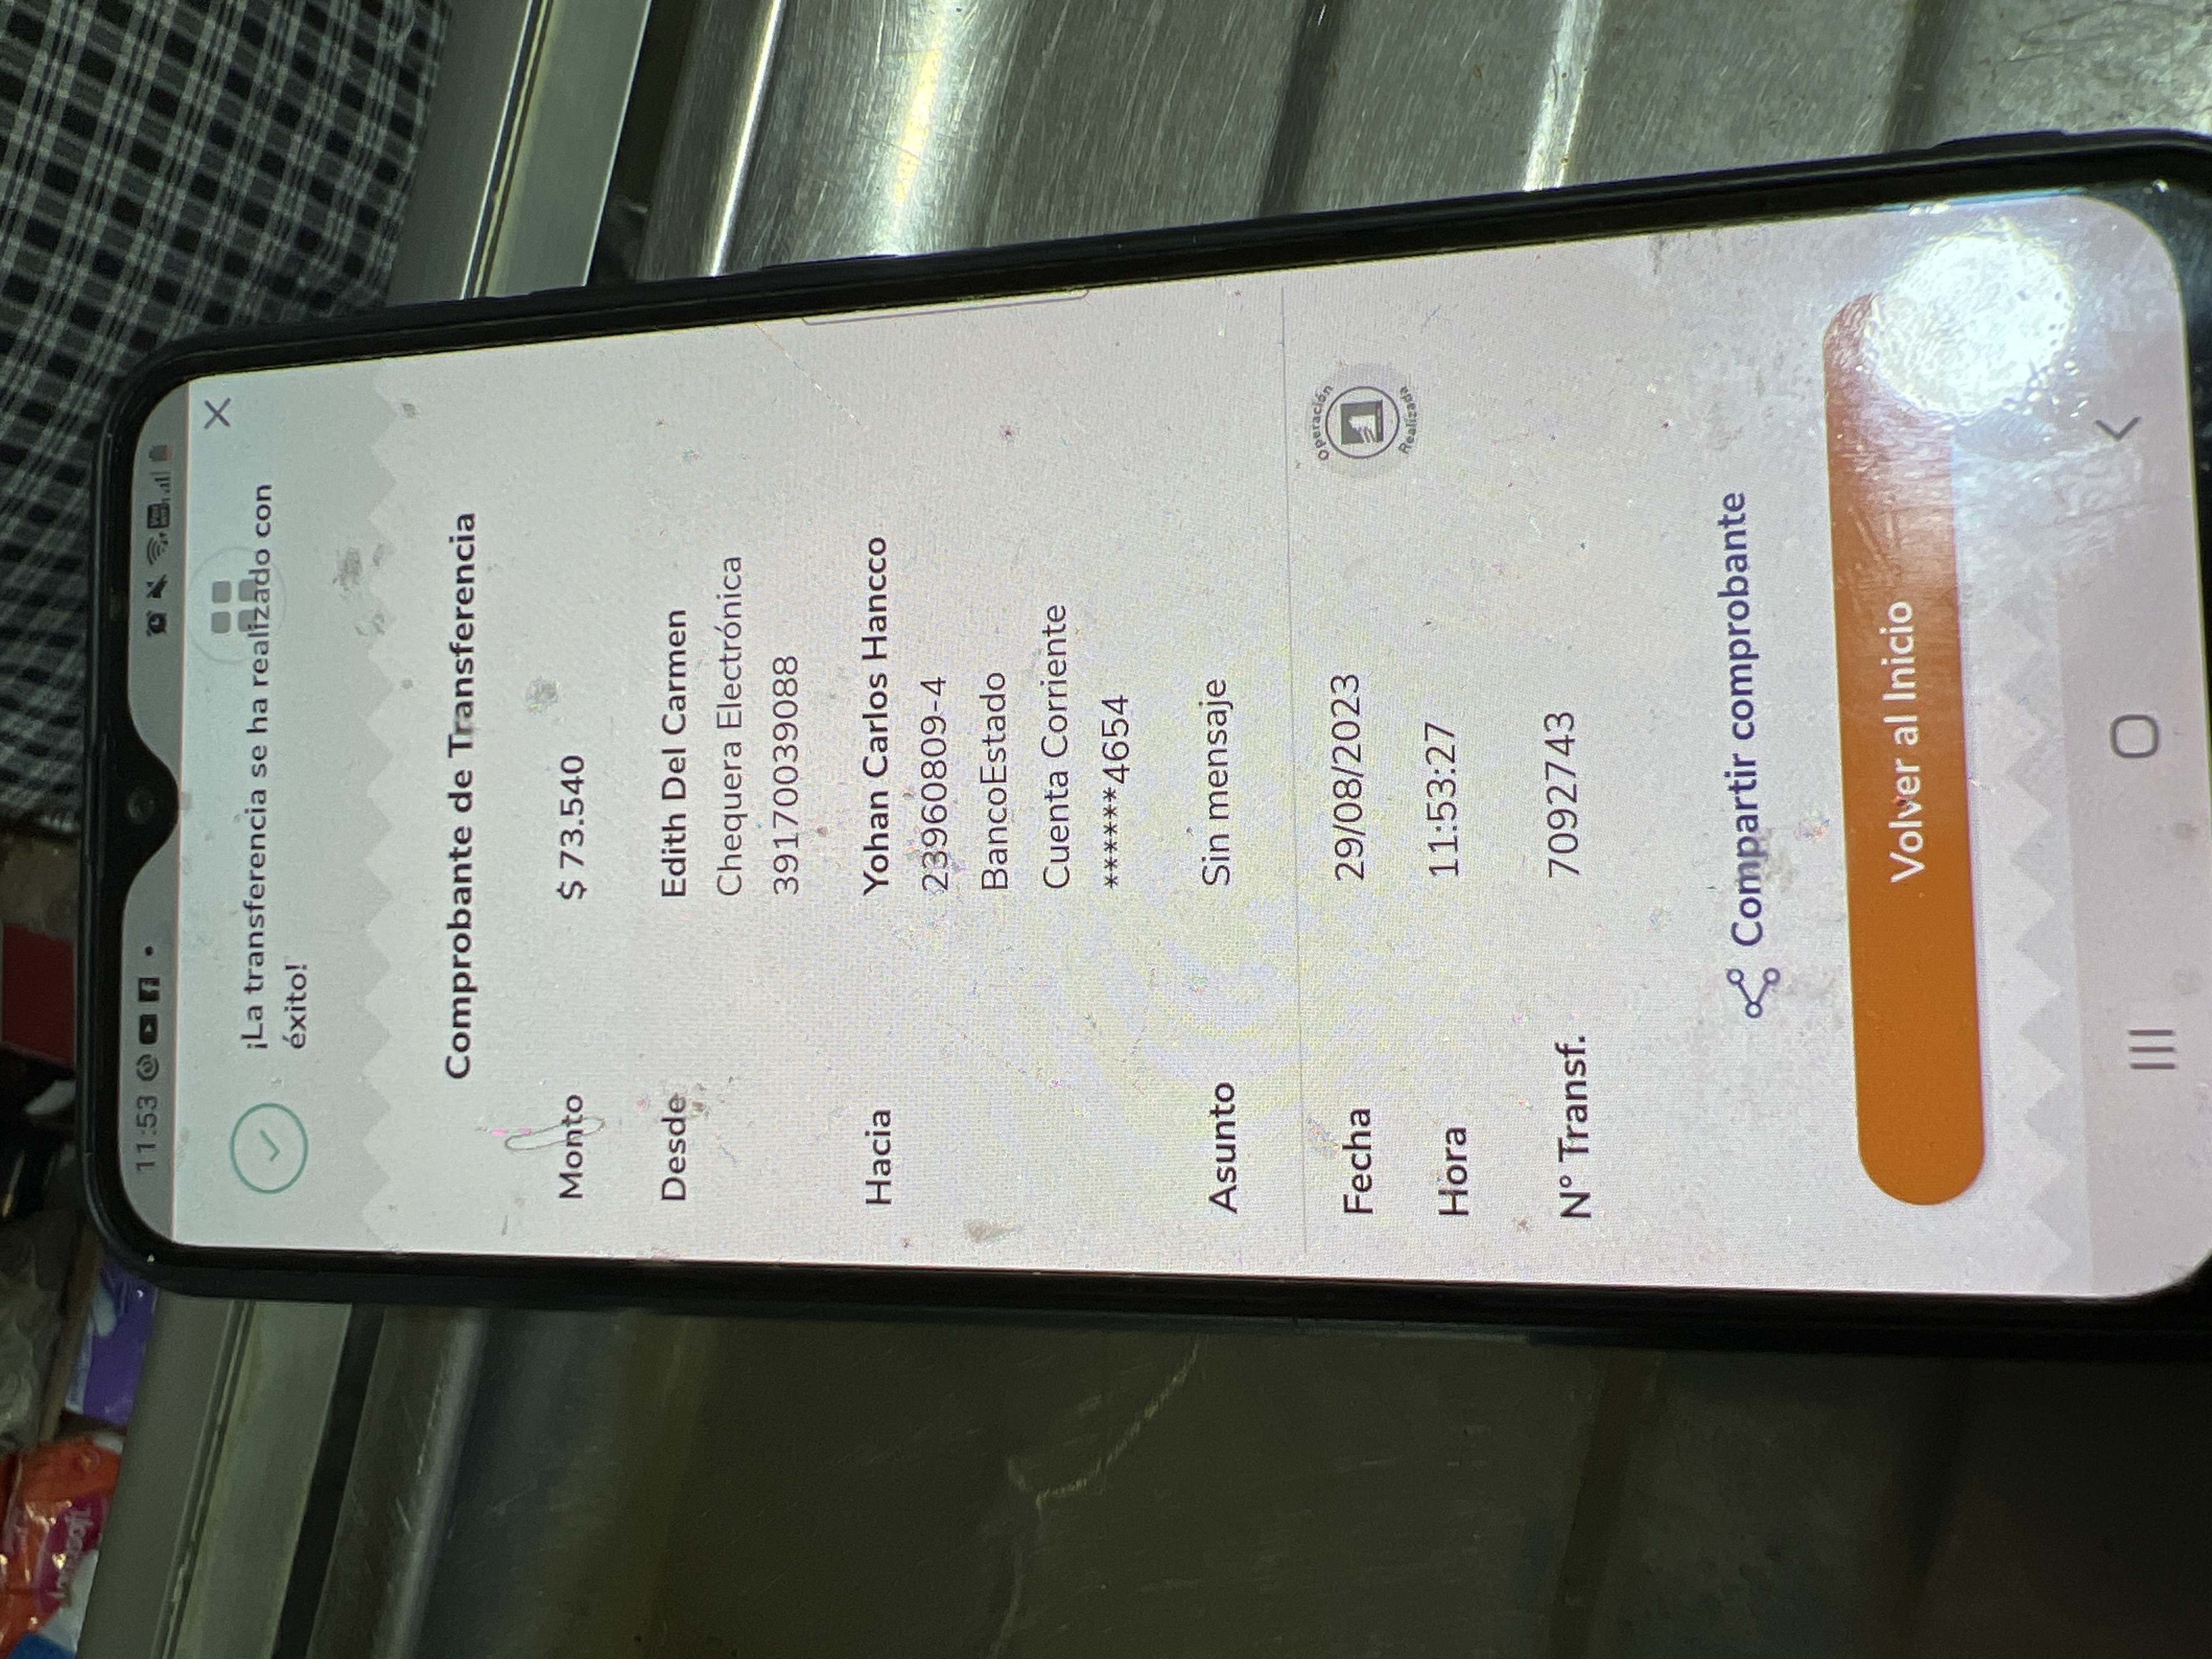 11:53
¡La transferencia se ha realizado con
éxito!
Comprobante de Transferencia
Monto $ 73.540
Desde Edith Del Carmen
Chequera Electrónica
39170039088
Hacia Yohan Carlos Hancco
23960809-4
BancoEstado
Cuenta Corriente
******4654
Asunto Sin mensaje
Fecha 29/08/2023
Operación
Realizada
Hora 11:53:27
N° Transf. 7092743
Compartir comprobante
Volver al Inicio